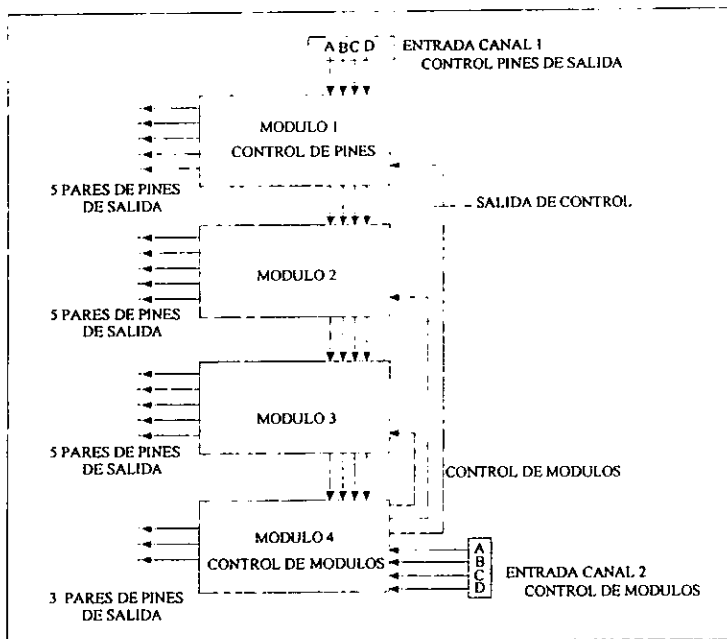 A B C D ENTRADA CANAL 1
CONTROL PINES DE SALIDA
MODULO 1
CONTROL DE PINES
5 PARES DE PINES
DE SALIDA
SALIDA DE CONTROL
MODULO 2
5 PARES DE PINES
DE SALIDA
MODULO 3
5 PARES DE PINES
DE SALIDA
CONTROL DE MODULOS
MODULO 4
CONTROL DE MODULOS
A
B
C
D
ENTRADA CANAL 2
CONTROL DE MODULOS
3 PARES DE PINES
DE SALIDA